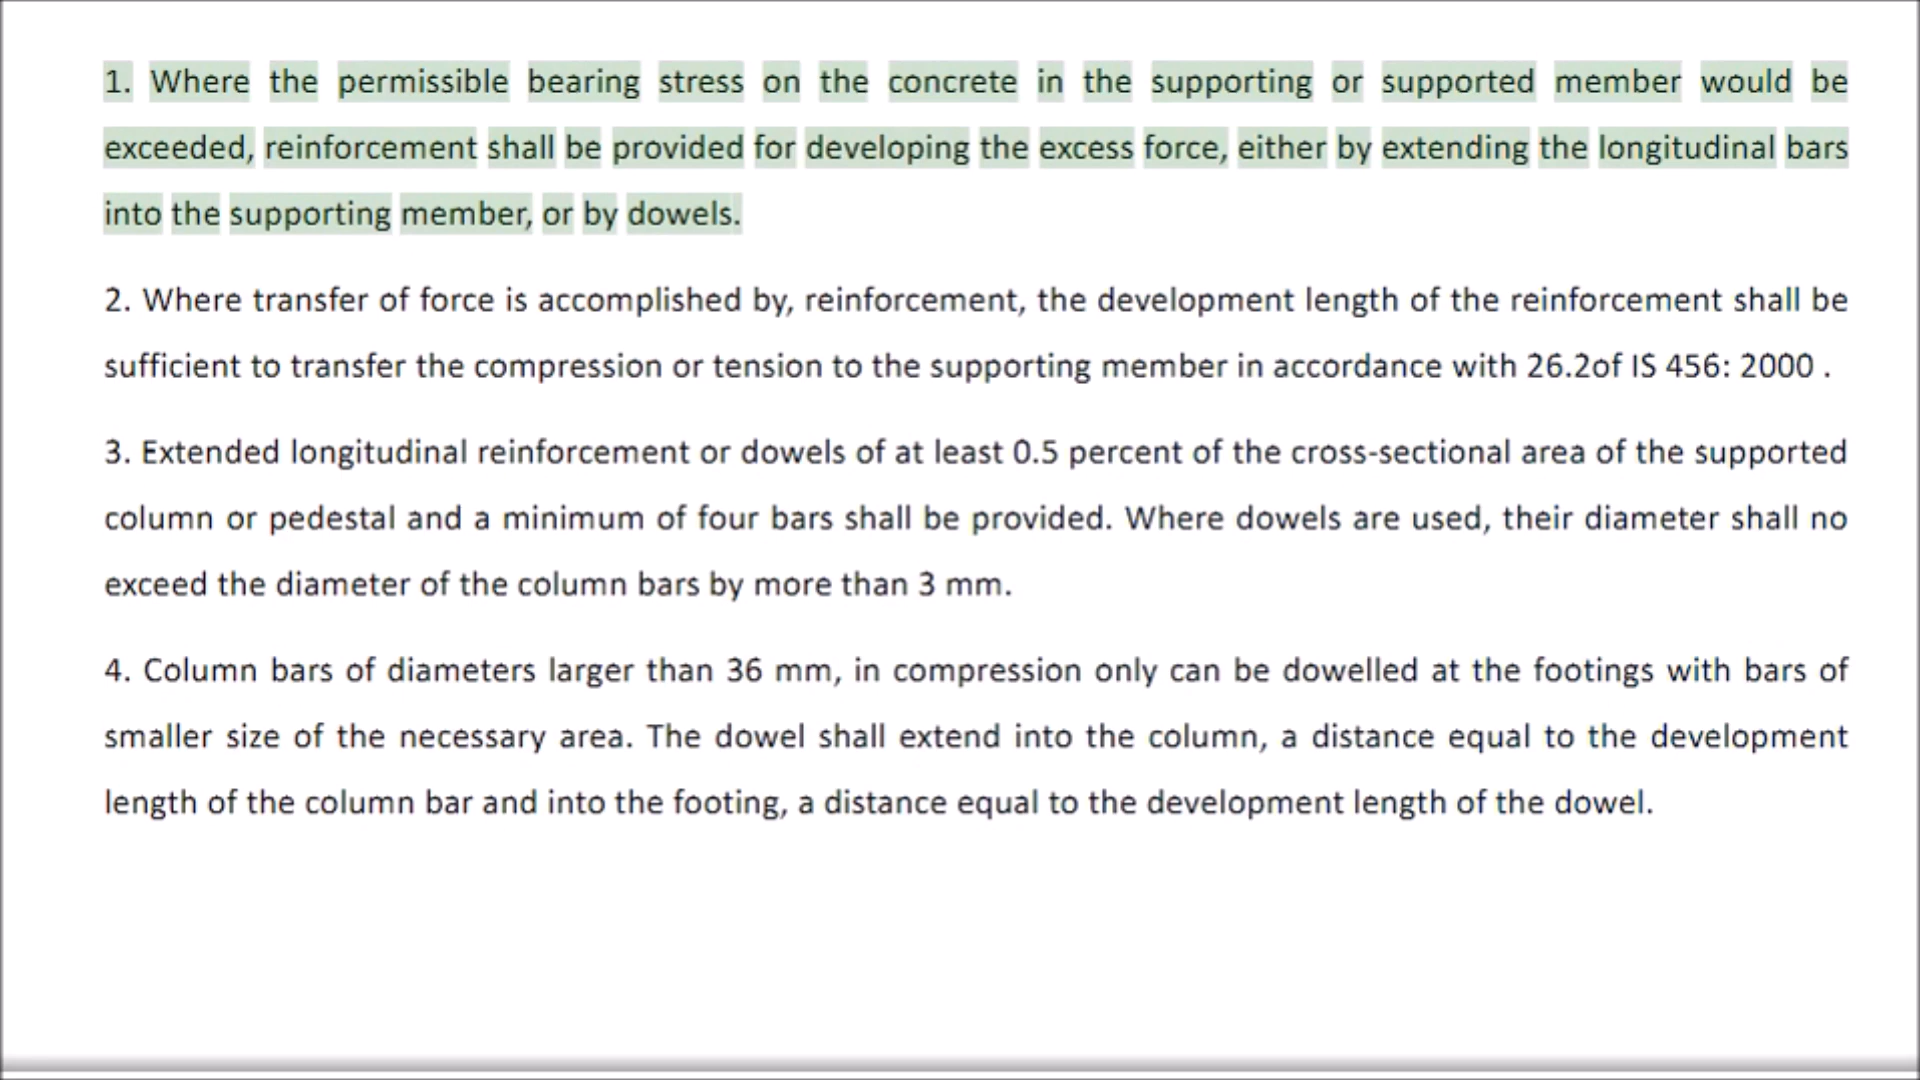 1. Where the permissible bearing stress on the concrete in the supporting or supported member would be
exceeded, reinforcement shall be provided for developing the excess force, either by extending the longitudinal bars
into the supporting member, or by dowels.
2. Where transfer of force is accomplished by, reinforcement, the development length of the reinforcement shall be
sufficient to transfer the compression or tension to the supporting member in accordance with 26.2of IS 456: 2000 .
3. Extended longitudinal reinforcement or dowels of at least 0.5 percent of the cross-sectional area of the supported
column or pedestal and a minimum of four bars shall be provided. Where dowels are used, their diameter shall no
exceed the diameter of the column bars by more than 3 mm.
4. Column bars of diameters larger than 36 mm, in compression only can be dowelled at the footings with bars of
smaller size of the necessary area. The dowel shall extend into the column, a distance equal to the development
length of the column bar and into the footing, a distance equal to the development length of the dowel.